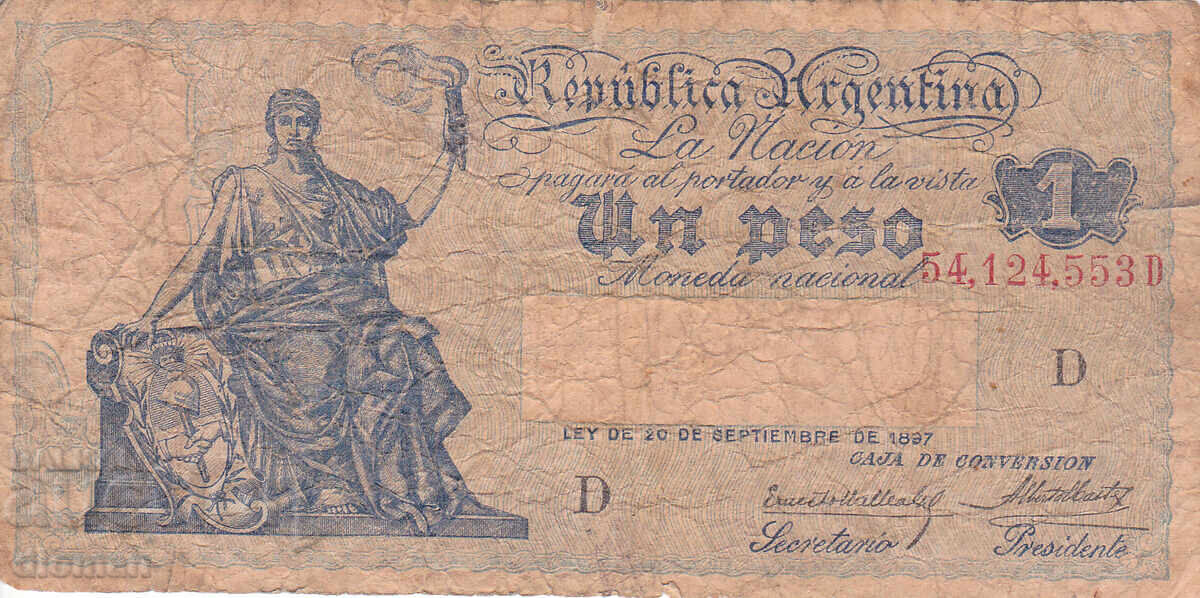 República Argentina
La Nación
pagará al portador y á la vista
1
Un peso
Moneda nacional
54,124,553 D
D
LEY DE 20 DE SEPTIEMBRE DE 1897
CAJA DE CONVERSION
D
Secretario
Presidente